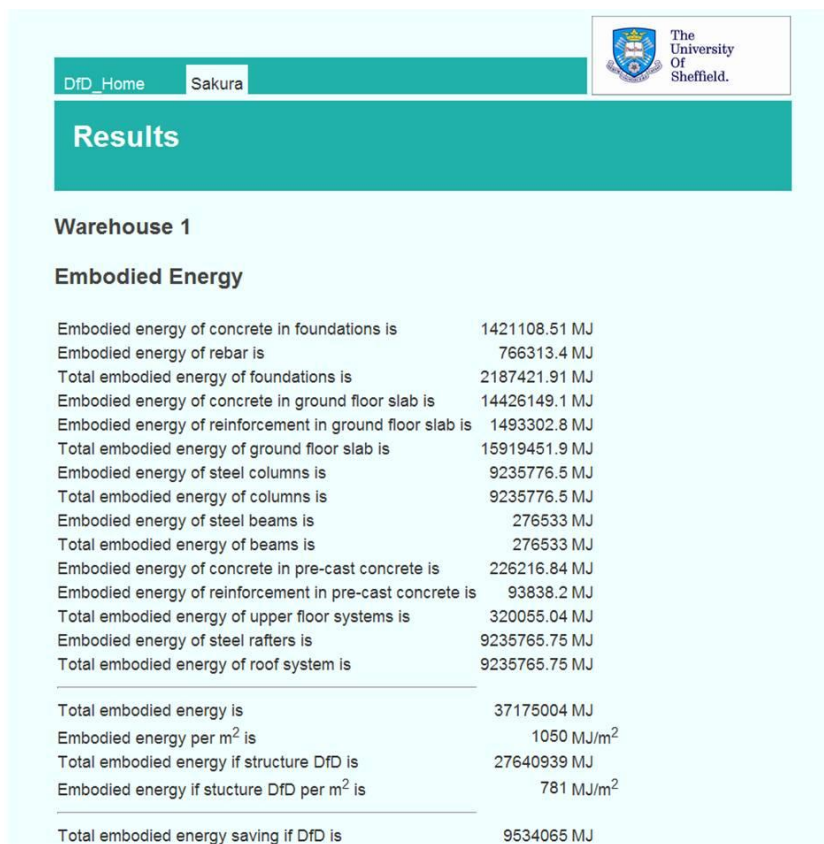 The
University
Of
Sheffield.
DfD_Home Sakura
Results
Warehouse 1
Embodied Energy
Embodied energy of concrete in foundations is 1421108.51 MJ
Embodied energy of rebar is 766313.4 MJ
Total embodied energy of foundations is 2187421.91 MJ
Embodied energy of concrete in ground floor slab is 14426149.1 MJ
Embodied energy of reinforcement in ground floor slab is 1493302.8 MJ
Total embodied energy of ground floor slab is 15919451.9 MJ
Embodied energy of steel columns is 9235776.5 MJ
Total embodied energy of columns is 9235776.5 MJ
Embodied energy of steel beams is 276533 MJ
Total embodied energy of beams is 276533 MJ
Embodied energy of concrete in pre-cast concrete is 226216.84 MJ
Embodied energy of reinforcement in pre-cast concrete is 93838.2 MJ
Total embodied energy of upper floor systems is 320055.04 MJ
Embodied energy of steel rafters is 9235765.75 MJ
Total embodied energy of roof system is 9235765.75 MJ
Total embodied energy is 37175004 MJ
Embodied energy per m² is 1050 MJ/m²
Total embodied energy if structure DfD is 27640939 MJ
Embodied energy if stucture DfD per m² is 781 MJ/m²
Total embodied energy saving if DfD is 9534065 MJ